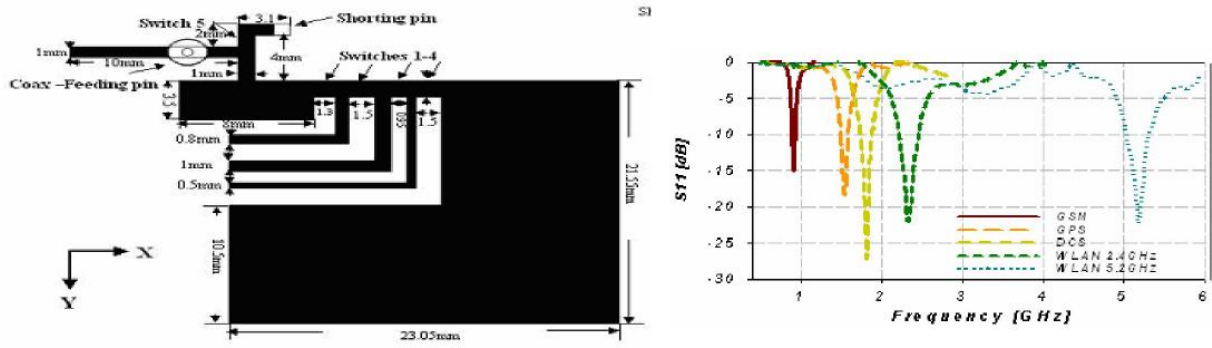 3.1
Sl
Switch 5
Shorting pin
2mm
1mm
10mm
4mm
Switches 1-4
Coax –Feeding pin
1mm
3.5
8mm
1.3
1.5
.055
1.5
0.8mm
1mm
0.5mm
21.55mm
10.5mm
X
Y
23.05mm
0
-5
-10
-15
-20
-25
-30
S11 [dB]
GSM
GPS
DCS
WLAN 2.4GHz
WLAN 5.2GHz
1
2
3
4
5
6
Frequency [GHz]